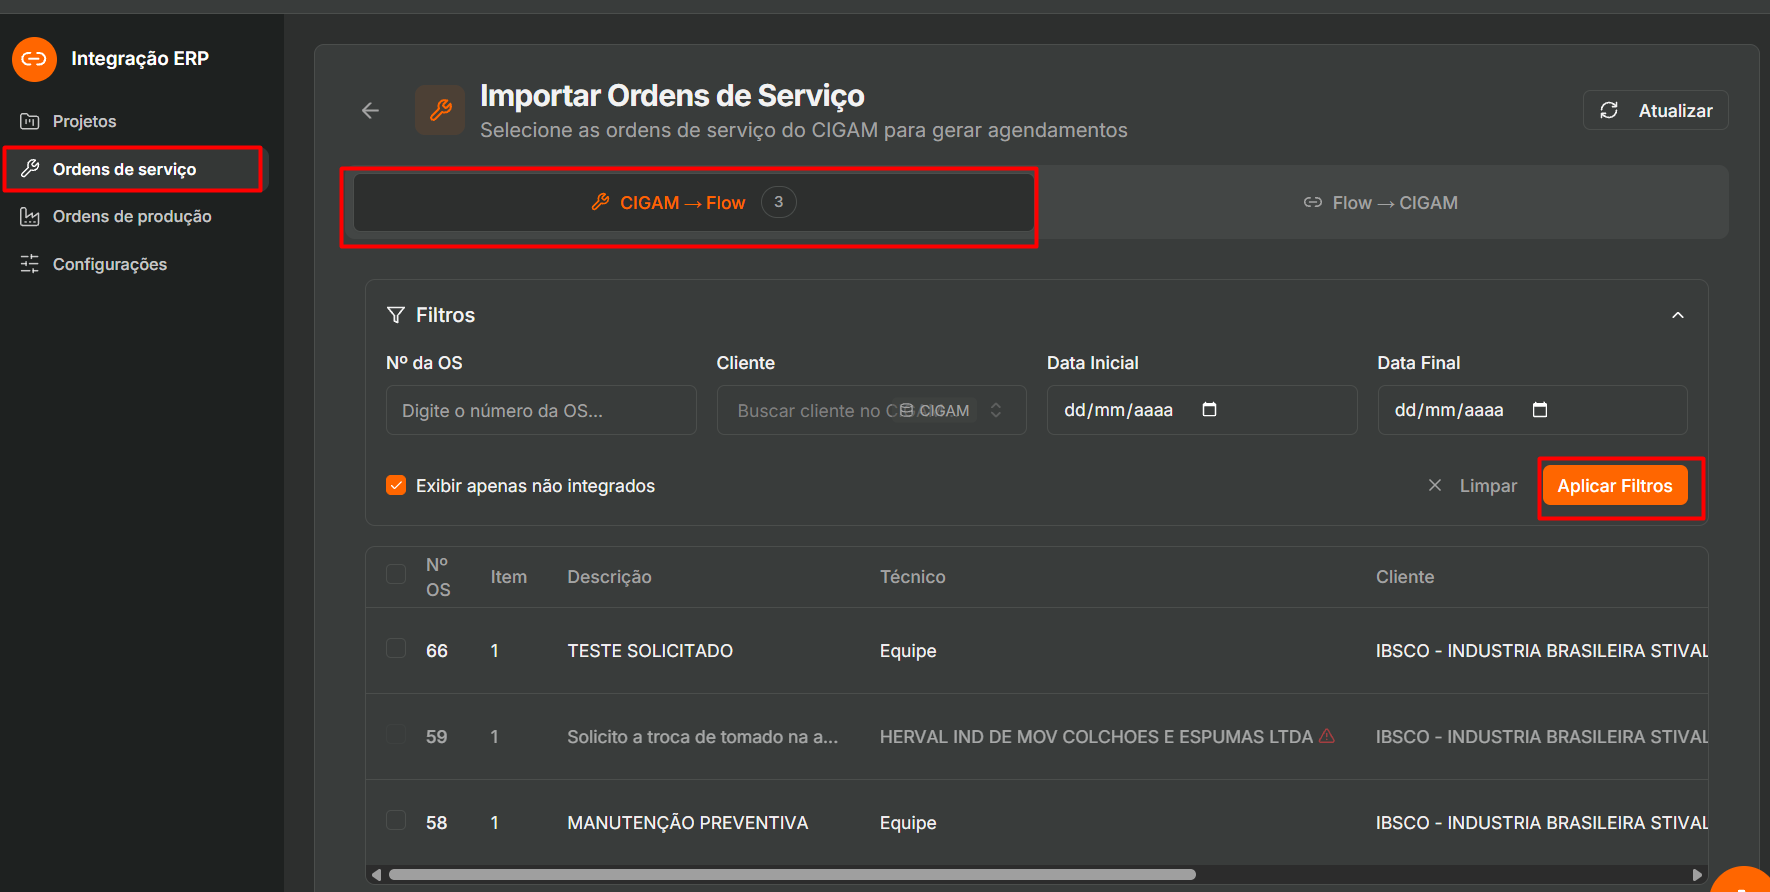 Integração ERP
Projetos
Ordens de serviço
Ordens de produção
Configurações
Importar Ordens de Serviço
Selecione as ordens de serviço do CIGAM para gerar agendamentos
Atualizar
CIGAM → Flow 3
Flow → CIGAM
Filtros
Nº da OS Cliente Data Inicial Data Final
Digite o número da OS... Buscar cliente no CIGAM dd/mm/aaaa dd/mm/aaaa
Exibir apenas não integrados Limpar Aplicar Filtros
Nº OS Item Descrição Técnico Cliente
66 1 TESTE SOLICITADO Equipe IBSCO - INDUSTRIA BRASILEIRA STIVAL
59 1 Solicito a troca de tomado na a... HERVAL IND DE MOV COLCHOES E ESPUMAS LTDA IBSCO - INDUSTRIA BRASILEIRA STIVAL
58 1 MANUTENÇÃO PREVENTIVA Equipe IBSCO - INDUSTRIA BRASILEIRA STIVAL